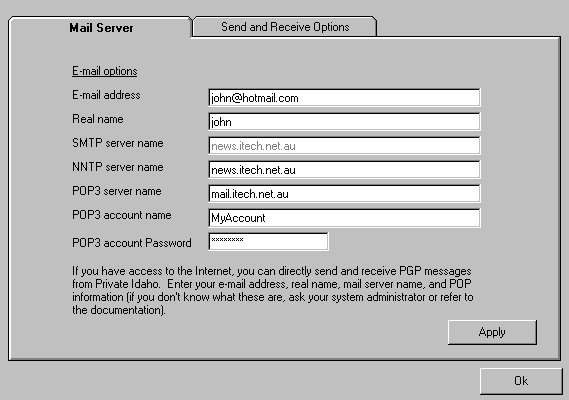 Mail Server
Send and Receive Options
E-mail options
E-mail address
john@hotmail.com
Real name
john
SMTP server name
news.itech.net.au
NNTP server name
news.itech.net.au
POP3 server name
mail.itech.net.au
POP3 account name
MyAccount
POP3 account Password
********
If you have access to the Internet, you can directly send and receive PGP messages
from Private Idaho.  Enter your e-mail address, real name, mail server name, and POP
information (if you don't know what these are, ask your system administrator or refer to
the documentation).
Apply
Ok